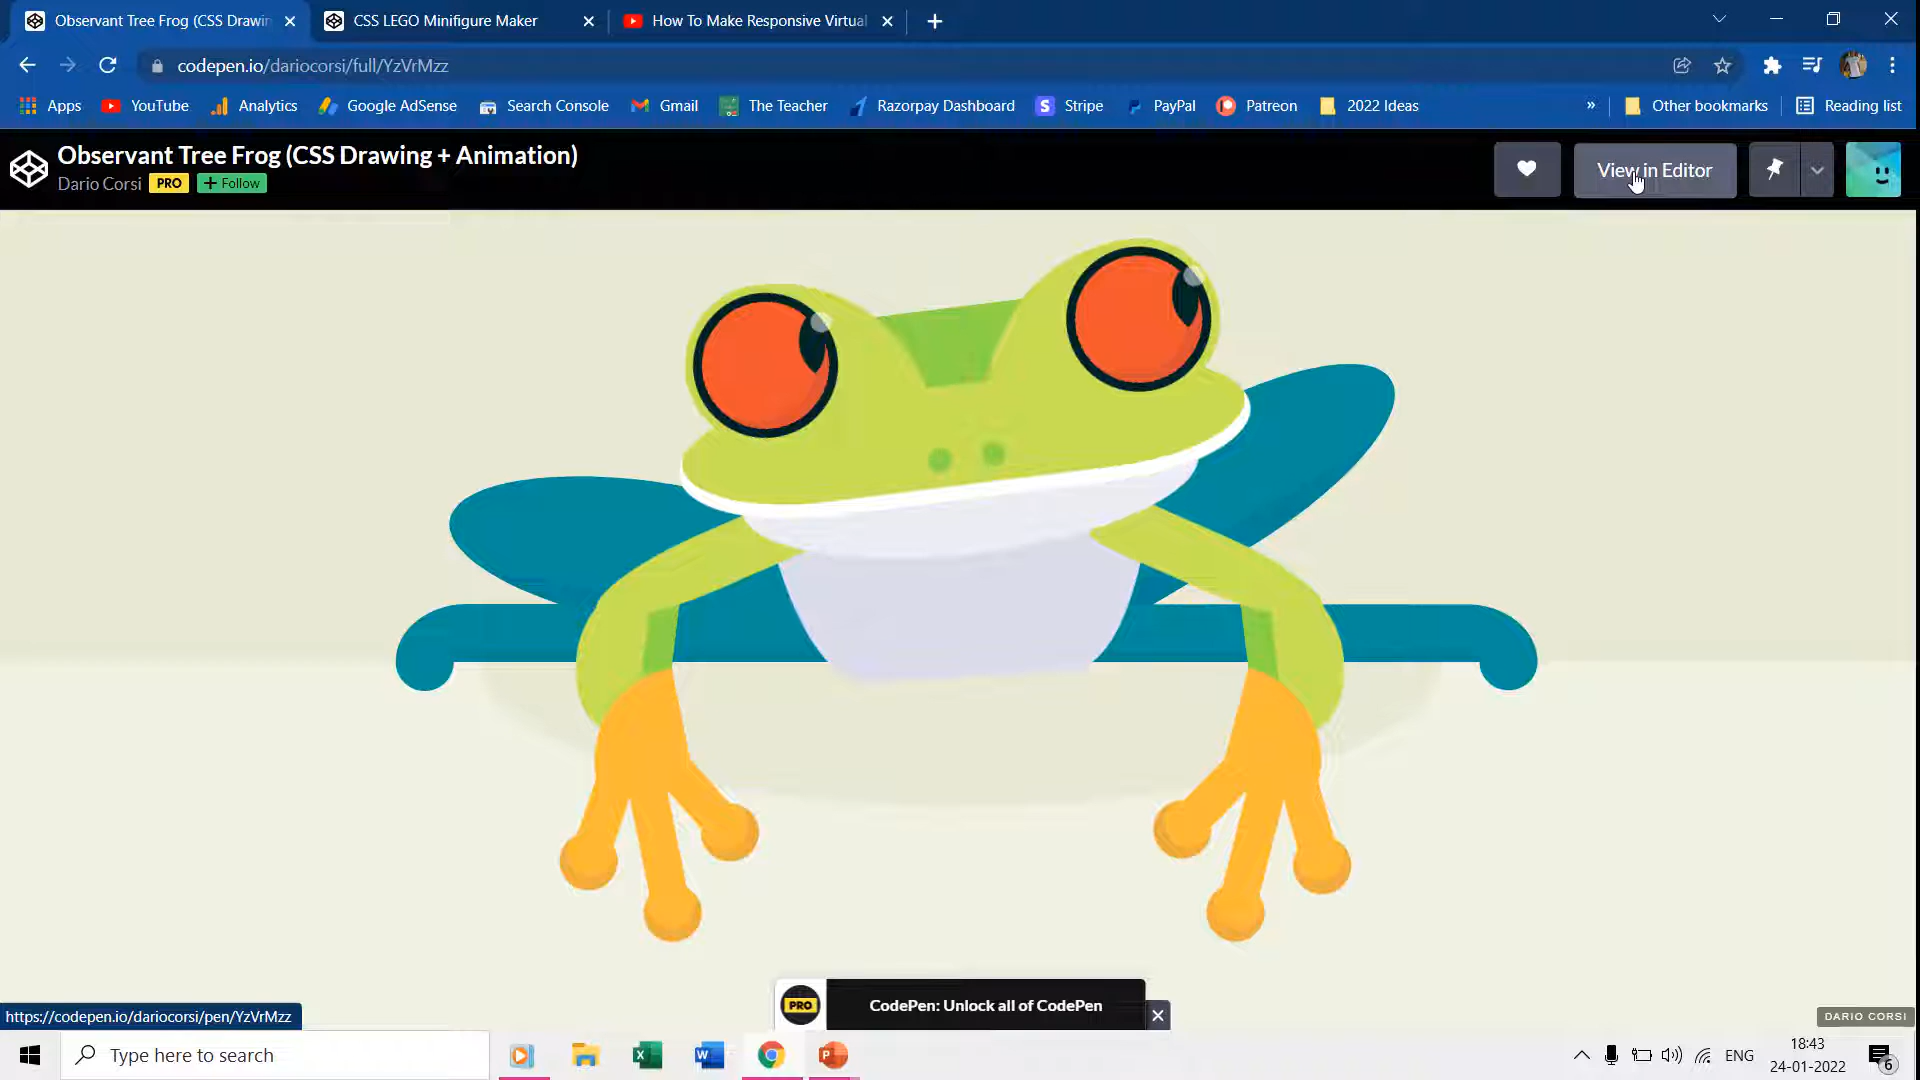 Observant Tree Frog (CSS Drawin
CSS LEGO Minifigure Maker
How To Make Responsive Virtual
codepen.io/dariocorsi/full/YzVrMzz
Apps
YouTube
Analytics
Google AdSense
Search Console
Gmail
The Teacher
Razorpay Dashboard
Stripe
PayPal
Patreon
2022 Ideas
»
Other bookmarks
Reading list
Observant Tree Frog (CSS Drawing + Animation)
Dario Corsi
PRO
+ Follow
View in Editor
PRO
CodePen: Unlock all of CodePen
https://codepen.io/dariocorsi/pen/YzVrMzz
DARIO CORSI
Type here to search
ENG
18:43
24-01-2022
6